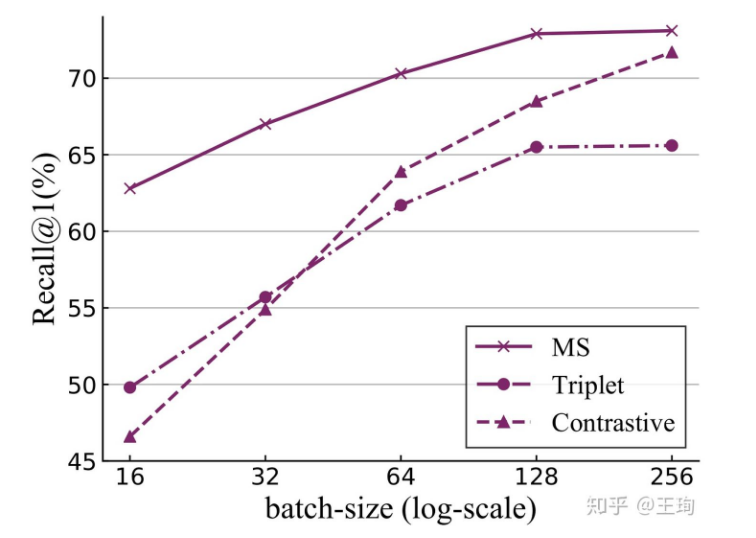 Recall@1(%)
70
65
60
55
50
45
MS
Triplet
Contrastive
16 32 64 128 256
batch-size (log-scale)
知乎 @王珣